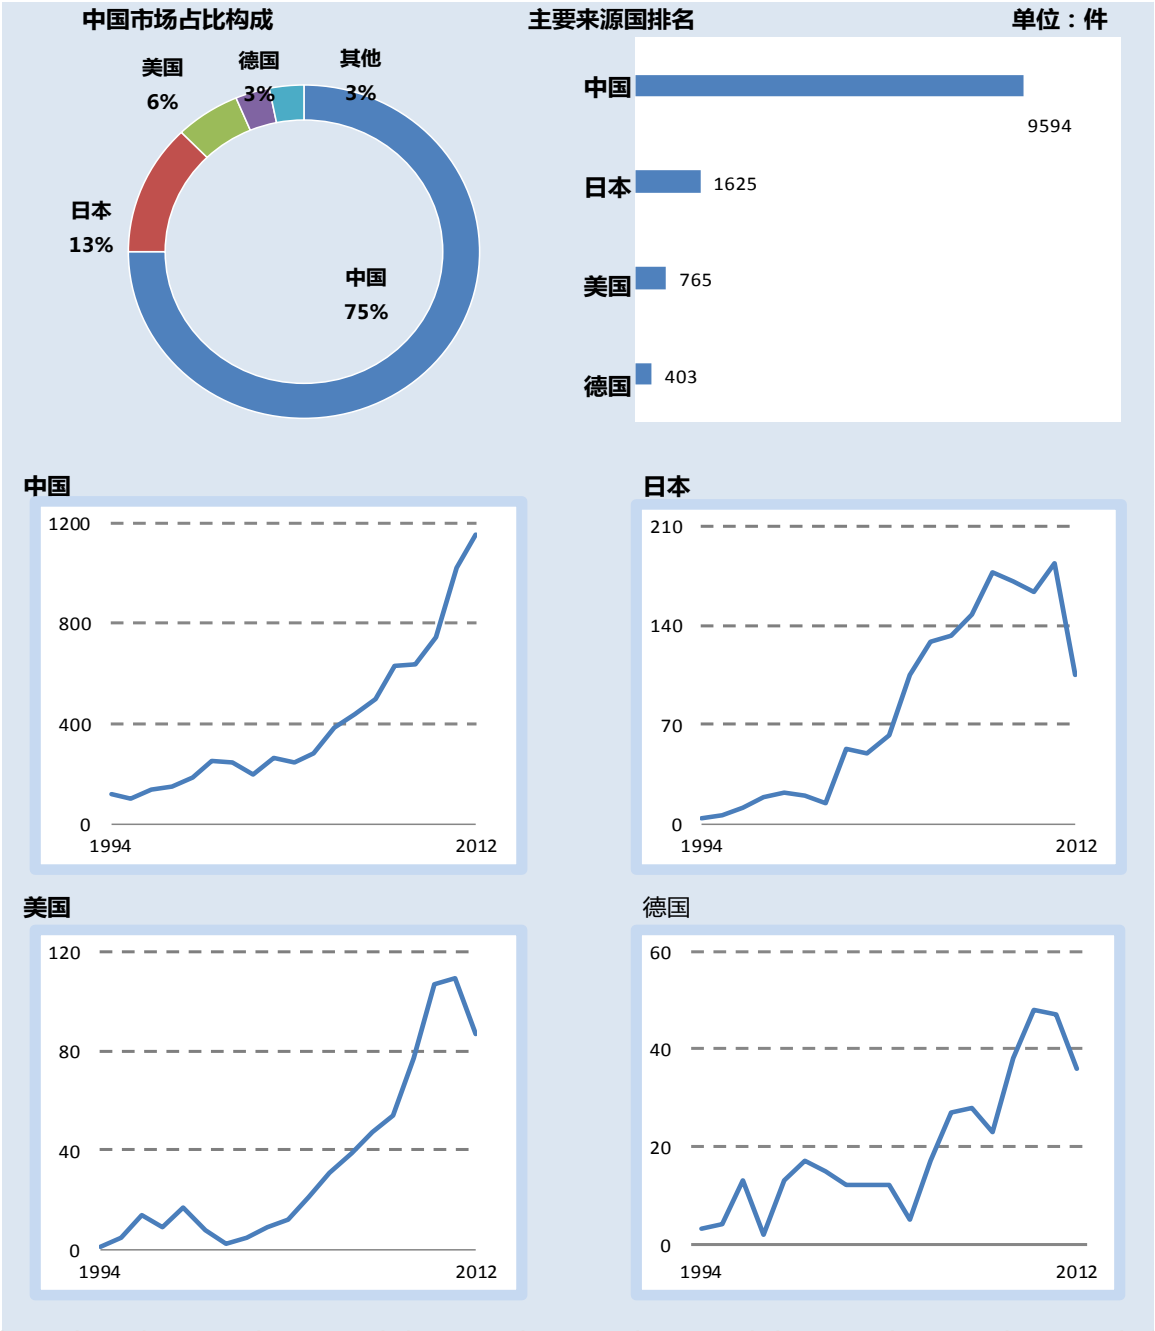 中国市场占比构成
主要来源国排名
单位：件
美国
6%
德国
3%
其他
3%
日本
13%
中国
75%
中国
9594
日本
1625
美国
765
德国
403
中国
1200
800
400
0
1994
2012
日本
210
140
70
0
1994
2012
美国
120
80
40
0
1994
2012
德国
60
40
20
0
1994
2012